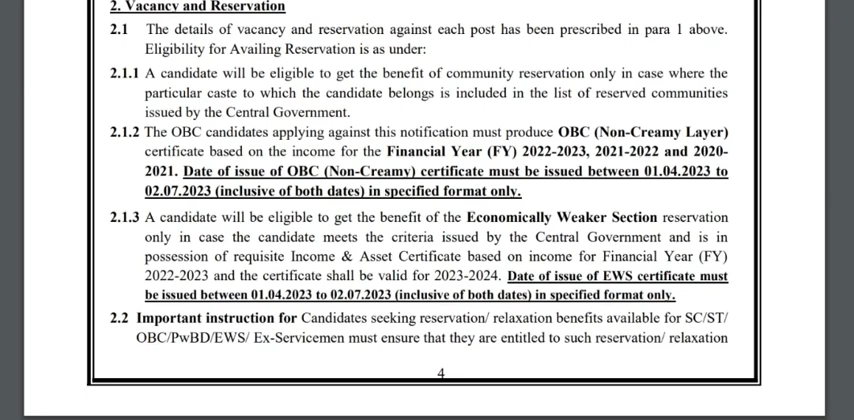 2. Vacancy and Reservation
2.1 The details of vacancy and reservation against each post has been prescribed in para 1 above.
Eligibility for Availing Reservation is as under:
2.1.1 A candidate will be eligible to get the benefit of community reservation only in case where the
particular caste to which the candidate belongs is included in the list of reserved communities
issued by the Central Government.
2.1.2 The OBC candidates applying against this notification must produce OBC (Non-Creamy Layer)
certificate based on the income for the Financial Year (FY) 2022-2023, 2021-2022 and 2020-
2021. Date of issue of OBC (Non-Creamy) certificate must be issued between 01.04.2023 to
02.07.2023 (inclusive of both dates) in specified format only.
2.1.3 A candidate will be eligible to get the benefit of the Economically Weaker Section reservation
only in case the candidate meets the criteria issued by the Central Government and is in
possession of requisite Income & Asset Certificate based on income for Financial Year (FY)
2022-2023 and the certificate shall be valid for 2023-2024. Date of issue of EWS certificate must
be issued between 01.04.2023 to 02.07.2023 (inclusive of both dates) in specified format only.
2.2 Important instruction for Candidates seeking reservation/ relaxation benefits available for SC/ST/
OBC/PwBD/EWS/ Ex-Servicemen must ensure that they are entitled to such reservation/ relaxation
4